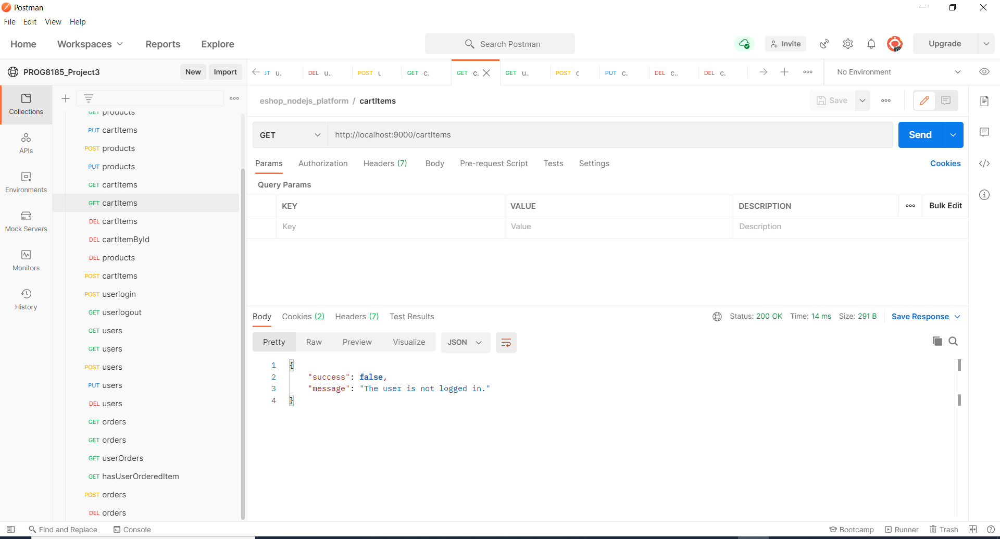 Postman
File Edit View Help
Home Workspaces Reports Explore Search Postman Invite Upgrade
PROG8185_Project3 New Import
UT u. DEL u.. POST u GET c. GET c. GET u.. POST c PUT c. DEL c.. DEL c. No Environment
Collections
APIs
Environments
Mock Servers
Monitors
History
GET products
PUT cartItems
POST products
PUT products
GET cartItems
GET cartItems
DEL cartItems
DEL cartItemById
DEL products
POST cartItems
POST userlogin
GET userlogout
GET users
GET users
POST users
PUT users
DEL users
GET orders
GET orders
GET userOrders
GET hasUserOrderedItem
POST orders
DEL orders
eshop_nodejs_platform / cartItems Save
GET http://localhost:9000/cartItems Send
Params Authorization Headers (7) Body Pre-request Script Tests Settings Cookies
Query Params
KEY VALUE DESCRIPTION Bulk Edit
Key Value Description
Body Cookies (2) Headers (7) Test Results Status: 200 OK Time: 14 ms Size: 291 B Save Response
Pretty Raw Preview Visualize JSON
1 {
2 "success": false,
3 "message": "The user is not logged in."
4 }
Find and Replace Console Bootcamp Runner Trash